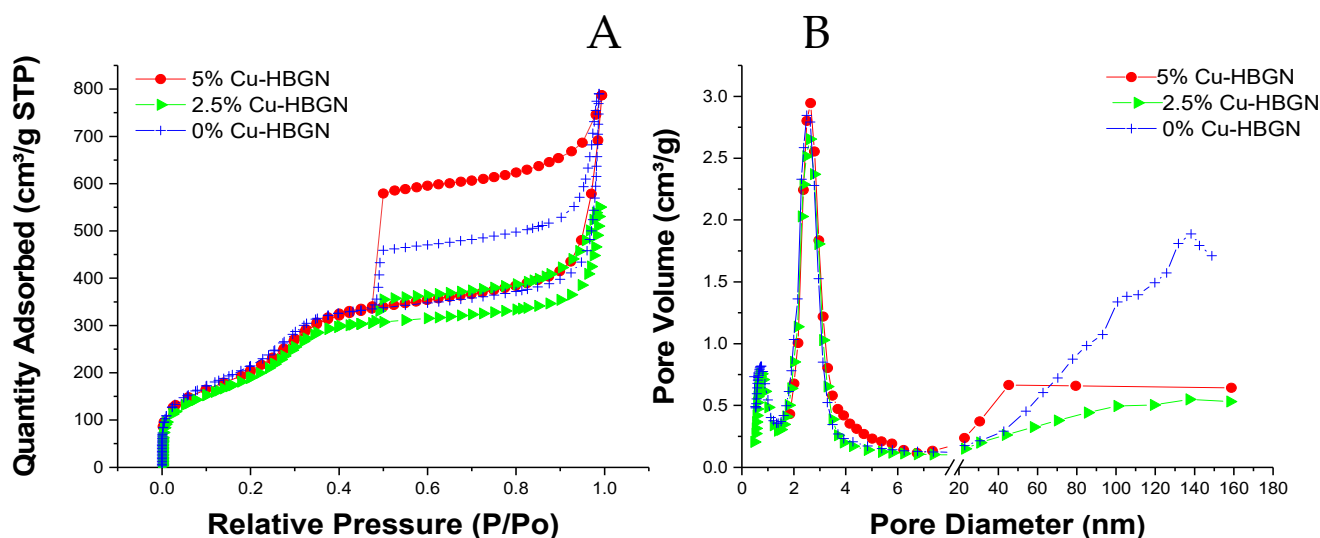 A
Quantity Adsorbed (cm³/g STP)
5% Cu-HBGN
2.5% Cu-HBGN
0% Cu-HBGN
800
700
600
500
400
300
200
100
0
0.0 0.2 0.4 0.6 0.8 1.0
Relative Pressure (P/Po)
B
Pore Volume (cm³/g)
5% Cu-HBGN
2.5% Cu-HBGN
0% Cu-HBGN
3.0
2.5
2.0
1.5
1.0
0.5
0.0
0 2 4 6 20 40 60 80 100 120 140 160 180
Pore Diameter (nm)